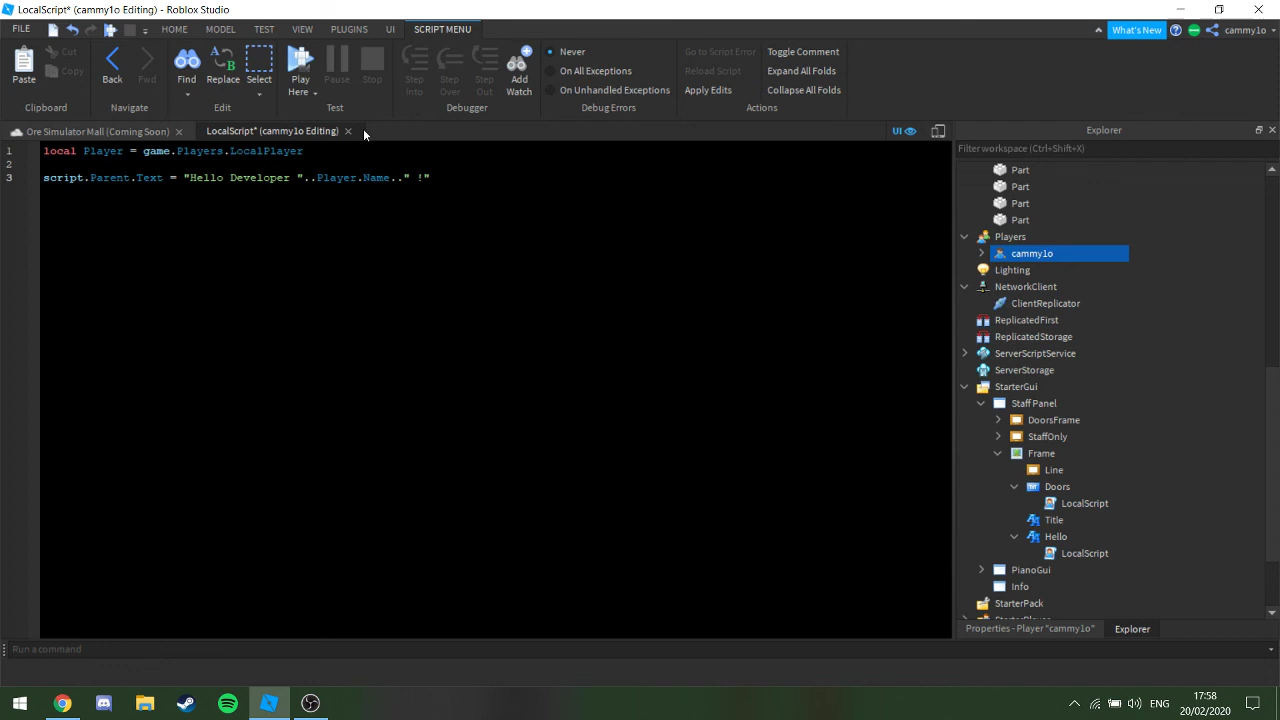 LocalScript* (cammy1o Editing) - Roblox Studio
FILE HOME MODEL TEST VIEW PLUGINS UI SCRIPT MENU What's New cammy1o
Paste
Cut
Copy
Clipboard
Back
Fwd
Navigate
Find
Replace
Select
Edit
Play Here
Pause
Stop
Test
Step Into
Step Over
Step Out
Add Watch
Debugger
Never
On All Exceptions
On Unhandled Exceptions
Debug Errors
Go to Script Error
Reload Script
Apply Edits
Toggle Comment
Expand All Folds
Collapse All Folds
Actions
Ore Simulator Mall (Coming Soon)
LocalScript* (cammy1o Editing)
UI
1 local Player = game.Players.LocalPlayer
2
3 script.Parent.Text = "Hello Developer "..Player.Name.." !"
Explorer
Filter workspace (Ctrl+Shift+X)
Part
Part
Part
Part
Players
cammy1o
Lighting
NetworkClient
ClientReplicator
ReplicatedFirst
ReplicatedStorage
ServerScriptService
ServerStorage
StarterGui
Staff Panel
DoorsFrame
StaffOnly
Frame
Line
Doors
LocalScript
Title
Hello
LocalScript
PianoGui
Info
StarterPack
Properties - Player "cammy1o"
Explorer
Run a command
ENG
17:58
20/02/2020